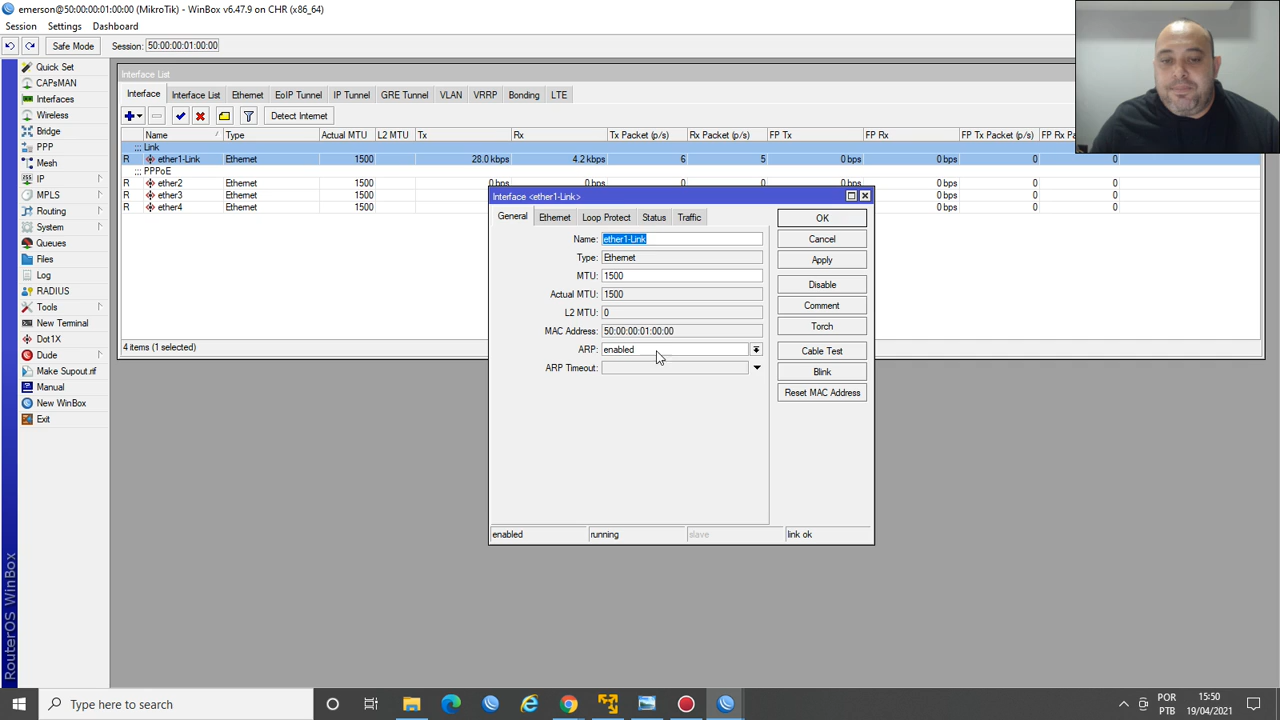 emerson@50:00:00:01:00:00 (MikroTik) - WinBox v6.47.9 on CHR (x86_64)
Session Settings Dashboard
Safe Mode Session: 50:00:00:01:00:00
Quick Set
CAPsMAN
Interfaces
Wireless
Bridge
PPP
Mesh
IP
MPLS
Routing
System
Queues
Files
Log
RADIUS
Tools
New Terminal
Dot1X
Dude
Make Supout.rif
Manual
New WinBox
Exit
RouterOS WinBox
Interface List
Interface Interface List Ethernet EoIP Tunnel IP Tunnel GRE Tunnel VLAN VRRP Bonding LTE
Detect Internet
Name Type Actual MTU L2 MTU Tx Rx Tx Packet (p/s) Rx Packet (p/s) FP Tx FP Rx FP Tx Packet (p/s) FP Rx Pa
;;; Link
R ether1-Link Ethernet 1500 28.0 kbps 4.2 kbps 6 5 0 bps 0 bps 0 0
;;; PPPoE
R ether2 Ethernet 1500 0 bps 0 bps 0 0 0 bps 0 bps 0 0
R ether3 Ethernet 1500 0 0
R ether4 Ethernet 1500 0 0
4 items (1 selected)
Interface <ether1-Link>
General Ethernet Loop Protect Status Traffic
Name: ether1-Link
Type: Ethernet
MTU: 1500
Actual MTU: 1500
L2 MTU: 0
MAC Address: 50:00:00:01:00:00
ARP: enabled
ARP Timeout:
OK
Cancel
Apply
Disable
Comment
Torch
Cable Test
Blink
Reset MAC Address
enabled running slave link ok
Type here to search
POR
PTB
15:50
19/04/2021